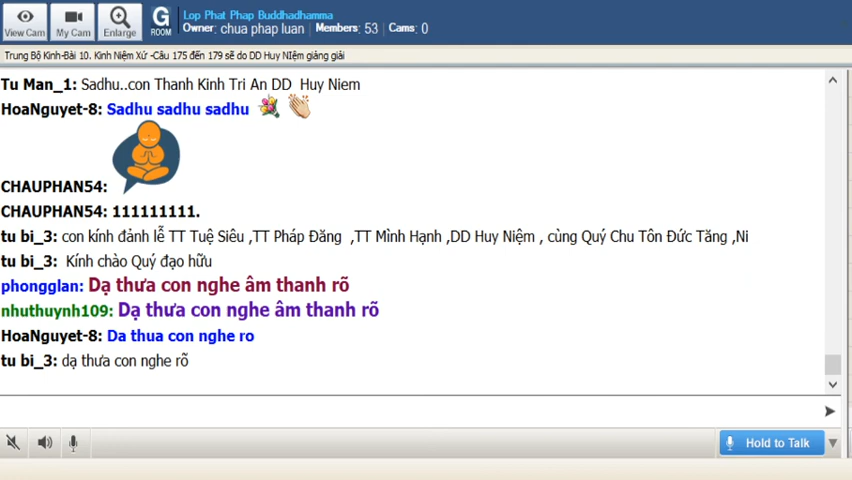 Lop Phat Phap Buddhadhamma
Owner: chua phap luan : Members: 53 : Cams: 0
View Cam
My Cam
Enlarge
G
ROOM
Trung Bộ Kinh-Bài 10. Kinh Niệm Xứ -Câu 175 đến 179 sẽ do DD Huy NIệm giảng giải
Tu Man_1: Sadhu..con Thanh Kinh Tri An DD Huy Niem
HoaNguyet-8: Sadhu sadhu sadhu
CHAUPHAN54:
CHAUPHAN54: 111111111.
tu bi_3: con kính đảnh lễ TT Tuệ Siêu ,TT Pháp Đăng ,TT Mình Hạnh ,DD Huy Niệm , cùng Quý Chu Tôn Đức Tăng ,Ni
tu bi_3: Kính chào Quý đạo hữu
phongglan: Dạ thưa con nghe âm thanh rõ
nhuthuynh109: Dạ thưa con nghe âm thanh rõ
HoaNguyet-8: Da thua con nghe ro
tu bi_3: dạ thưa con nghe rõ
Hold to Talk